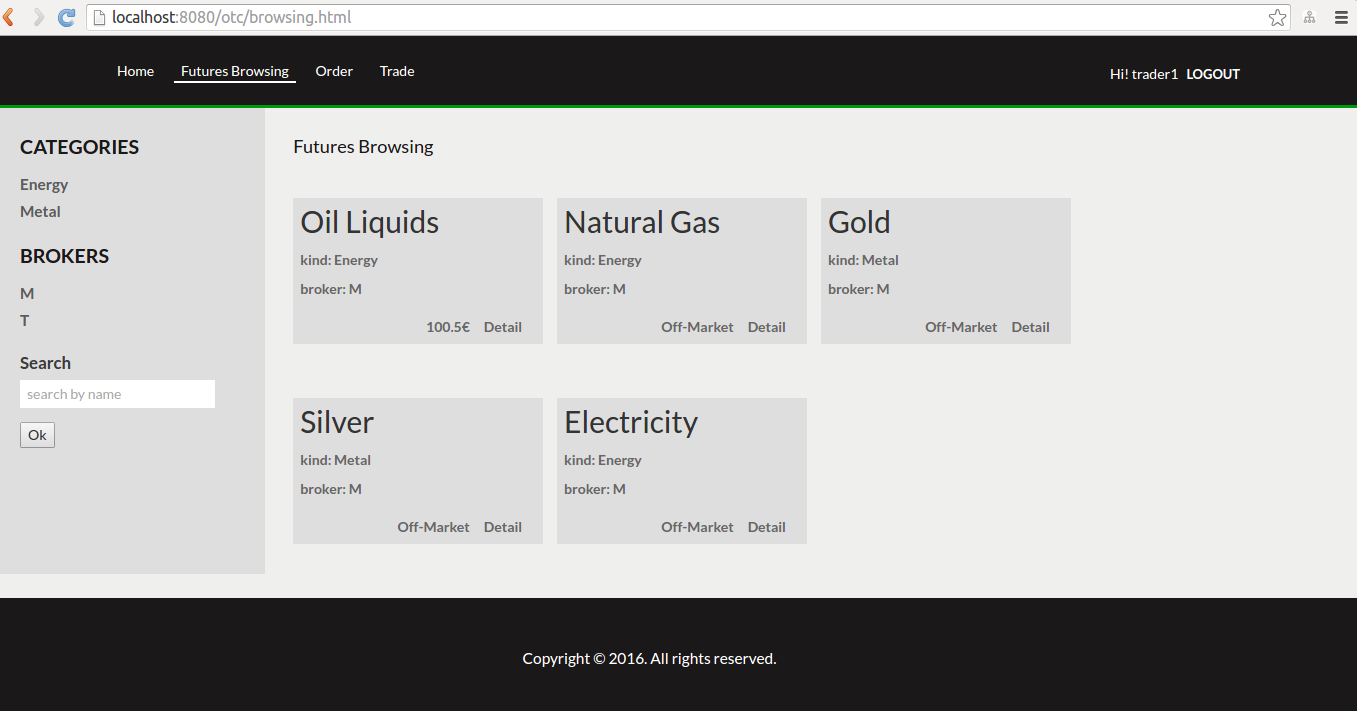 localhost:8080/otc/browsing.html
Home Futures Browsing Order Trade
Hi! trader1 LOGOUT
CATEGORIES
Energy
Metal
BROKERS
M
T
Search
search by name
Ok
Futures Browsing
Oil Liquids
kind: Energy
broker: M
100.5€ Detail
Natural Gas
kind: Energy
broker: M
Off-Market Detail
Gold
kind: Metal
broker: M
Off-Market Detail
Silver
kind: Metal
broker: M
Off-Market Detail
Electricity
kind: Energy
broker: M
Off-Market Detail
Copyright © 2016. All rights reserved.